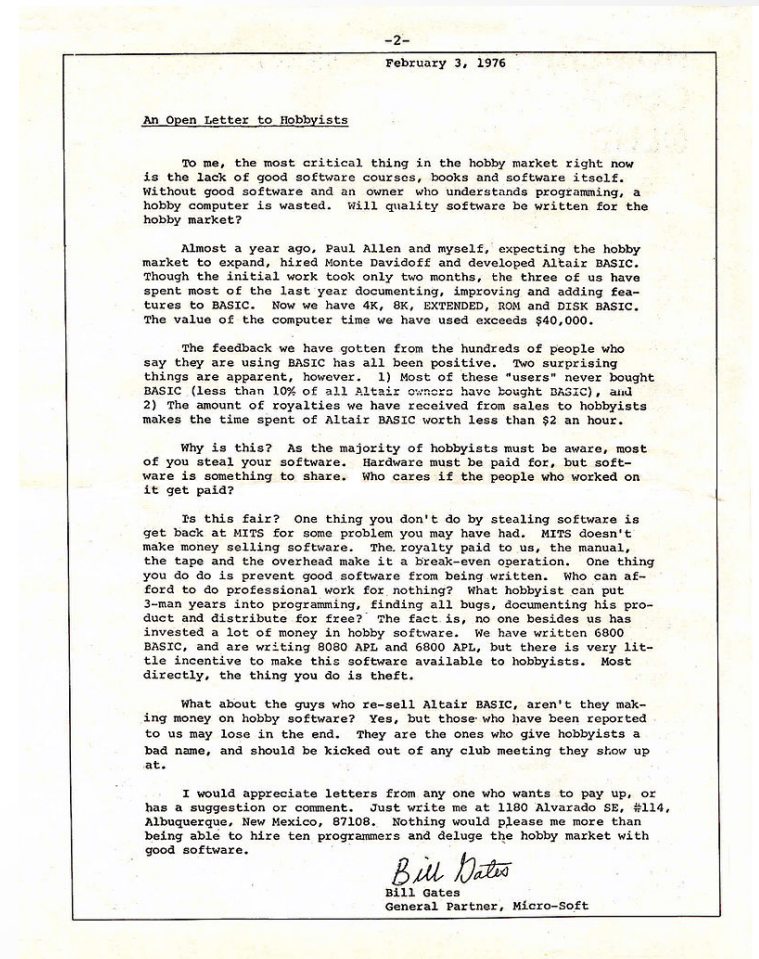 -2-
February 3, 1976
An Open Letter to Hobbyists
To me, the most critical thing in the hobby market right now
is the lack of good software courses, books and software itself.
Without good software and an owner who understands programming, a
hobby computer is wasted. Will quality software be written for the
hobby market?
Almost a year ago, Paul Allen and myself, expecting the hobby
market to expand, hired Monte Davidoff and developed Altair BASIC.
Though the initial work took only two months, the three of us have
spent most of the last year documenting, improving and adding fea-
tures to BASIC. Now we have 4K, 8K, EXTENDED, ROM and DISK BASIC.
The value of the computer time we have used exceeds $40,000.
The feedback we have gotten from the hundreds of people who
say they are using BASIC has all been positive. Two surprising
things are apparent, however. 1) Most of these "users" never bought
BASIC (less than 10% of all Altair owners have bought BASIC), and
2) The amount of royalties we have received from sales to hobbyists
makes the time spent of Altair BASIC worth less than $2 an hour.
Why is this? As the majority of hobbyists must be aware, most
of you steal your software. Hardware must be paid for, but soft-
ware is something to share. Who cares if the people who worked on
it get paid?
Is this fair? One thing you don't do by stealing software is
get back at MITS for some problem you may have had. MITS doesn't
make money selling software. The royalty paid to us, the manual,
the tape and the overhead make it a break-even operation. One thing
you do do is prevent good software from being written. Who can af-
ford to do professional work for nothing? What hobbyist can put
3-man years into programming, finding all bugs, documenting his pro-
duct and distribute for free? The fact is, no one besides us has
invested a lot of money in hobby software. We have written 6800
BASIC, and are writing 8080 APL and 6800 APL, but there is very lit-
tle incentive to make this software available to hobbyists. Most
directly, the thing you do is theft.
What about the guys who re-sell Altair BASIC, aren't they mak-
ing money on hobby software? Yes, but those who have been reported
to us may lose in the end. They are the ones who give hobbyists a
bad name, and should be kicked out of any club meeting they show up
at.
I would appreciate letters from any one who wants to pay up, or
has a suggestion or comment. Just write me at 1180 Alvarado SE, #114,
Albuquerque, New Mexico, 87108. Nothing would please me more than
being able to hire ten programmers and deluge the hobby market with
good software.
Bill Gates
Bill Gates
General Partner, Micro-Soft